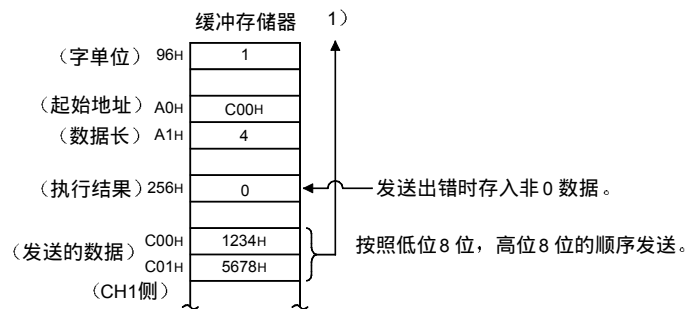 缓冲存储器 1）
（字单位） 96H 1
（起始地址） A0H C00H
（数据长） A1H 4
（执行结果） 256H 0 发送出错时存入非0 数据。
（发送的数据） C00H 1234H
C01H 5678H
按照低位8 位，高位8 位的顺序发送。
（CH1侧）